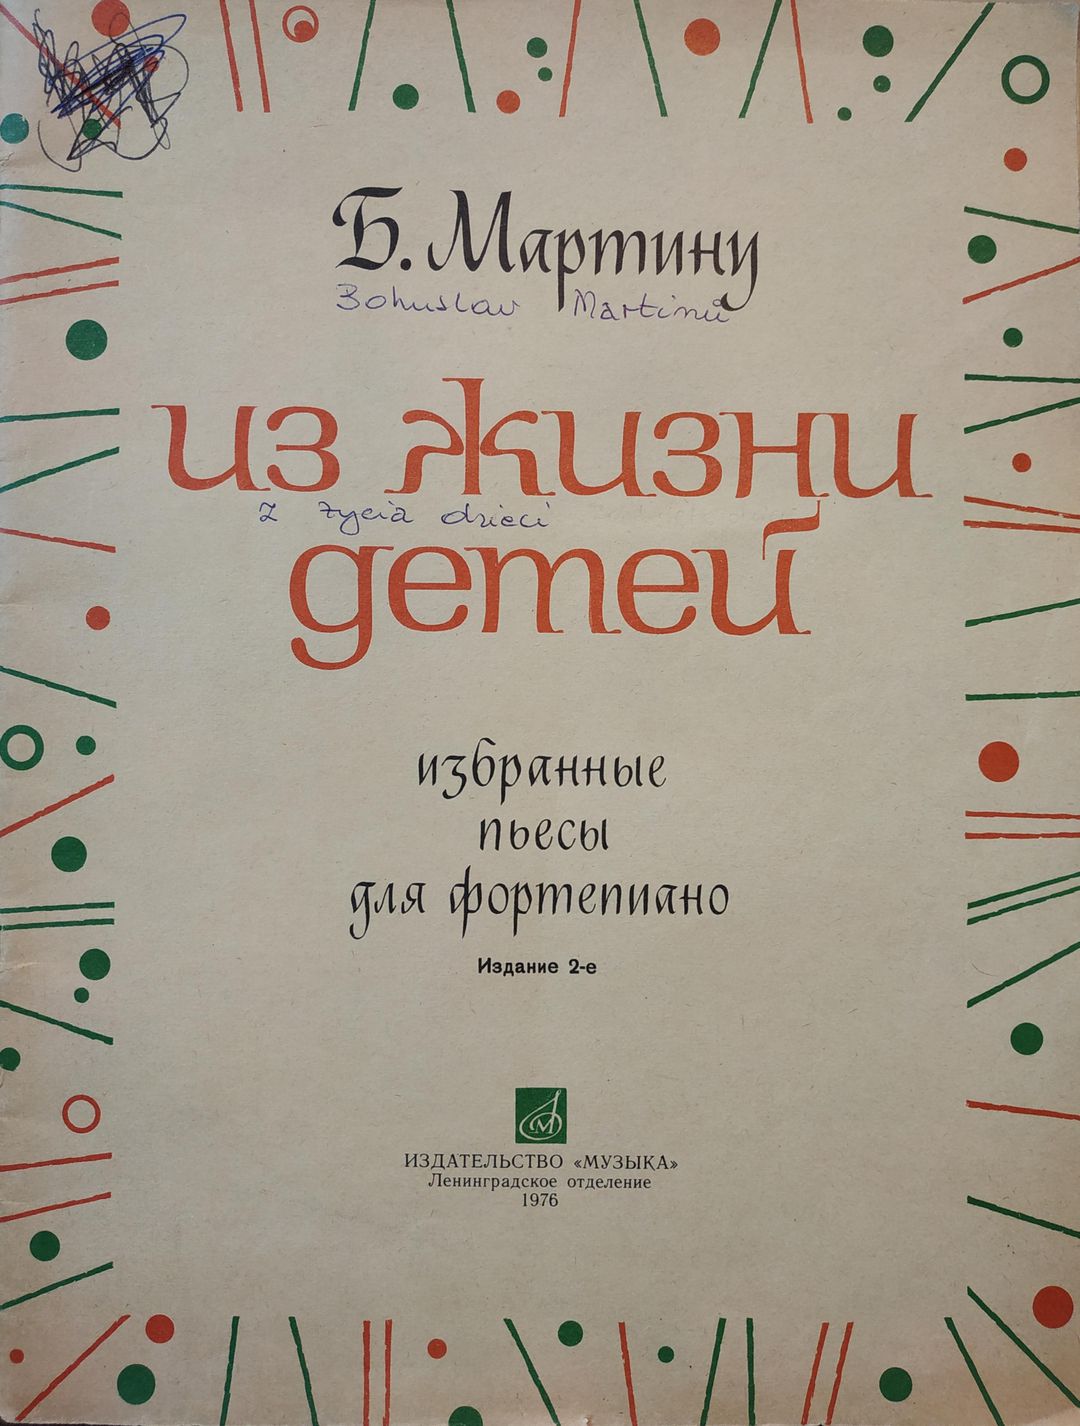 Б. Мартину
Bohuslav Martinů
из жизни
z życia dzieci
детей
избранные
пьесы
для фортепиано
Издание 2-е
М
ИЗДАТЕЛЬСТВО «МУЗЫКА»
Ленинградское отделение
1976